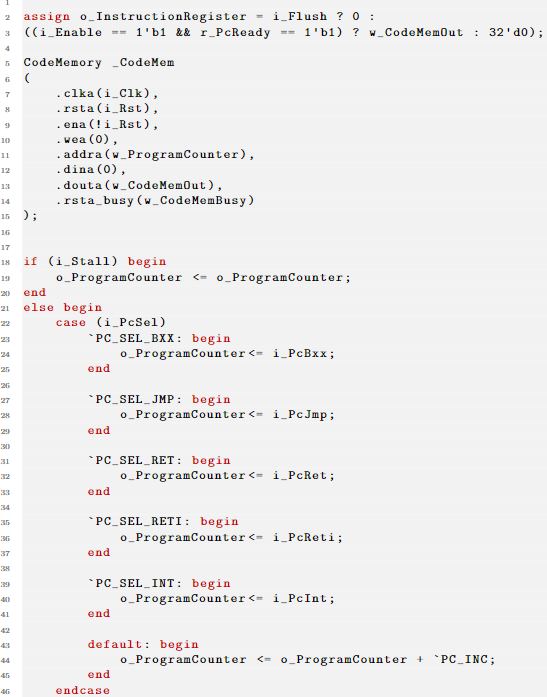 1
2 assign o_InstructionRegister = i_Flush ? 0 :
3 ((i_Enable == 1'b1 && r_PcReady == 1'b1) ? w_CodeMemOut : 32'd0);
4
5 CodeMemory _CodeMem
6 (
7 .clka(i_Clk),
8 .rsta(i_Rst),
9 .ena(!i_Rst),
10 .wea(0),
11 .addra(w_ProgramCounter),
12 .dina(0),
13 .douta(w_CodeMemOut),
14 .rsta_busy(w_CodeMemBusy)
15 );
16
17
18 if (i_Stall) begin
19 o_ProgramCounter <= o_ProgramCounter;
20 end
21 else begin
22 case (i_PcSel)
23 `PC_SEL_BXX: begin
24 o_ProgramCounter<= i_PcBxx;
25 end
26
27 `PC_SEL_JMP: begin
28 o_ProgramCounter<= i_PcJmp;
29 end
30
31 `PC_SEL_RET: begin
32 o_ProgramCounter<= i_PcRet;
33 end
34
35 `PC_SEL_RETI: begin
36 o_ProgramCounter<= i_PcReti;
37 end
38
39 `PC_SEL_INT: begin
40 o_ProgramCounter<= i_PcInt;
41 end
42
43 default: begin
44 o_ProgramCounter <= o_ProgramCounter + `PC_INC;
45 end
46 endcase